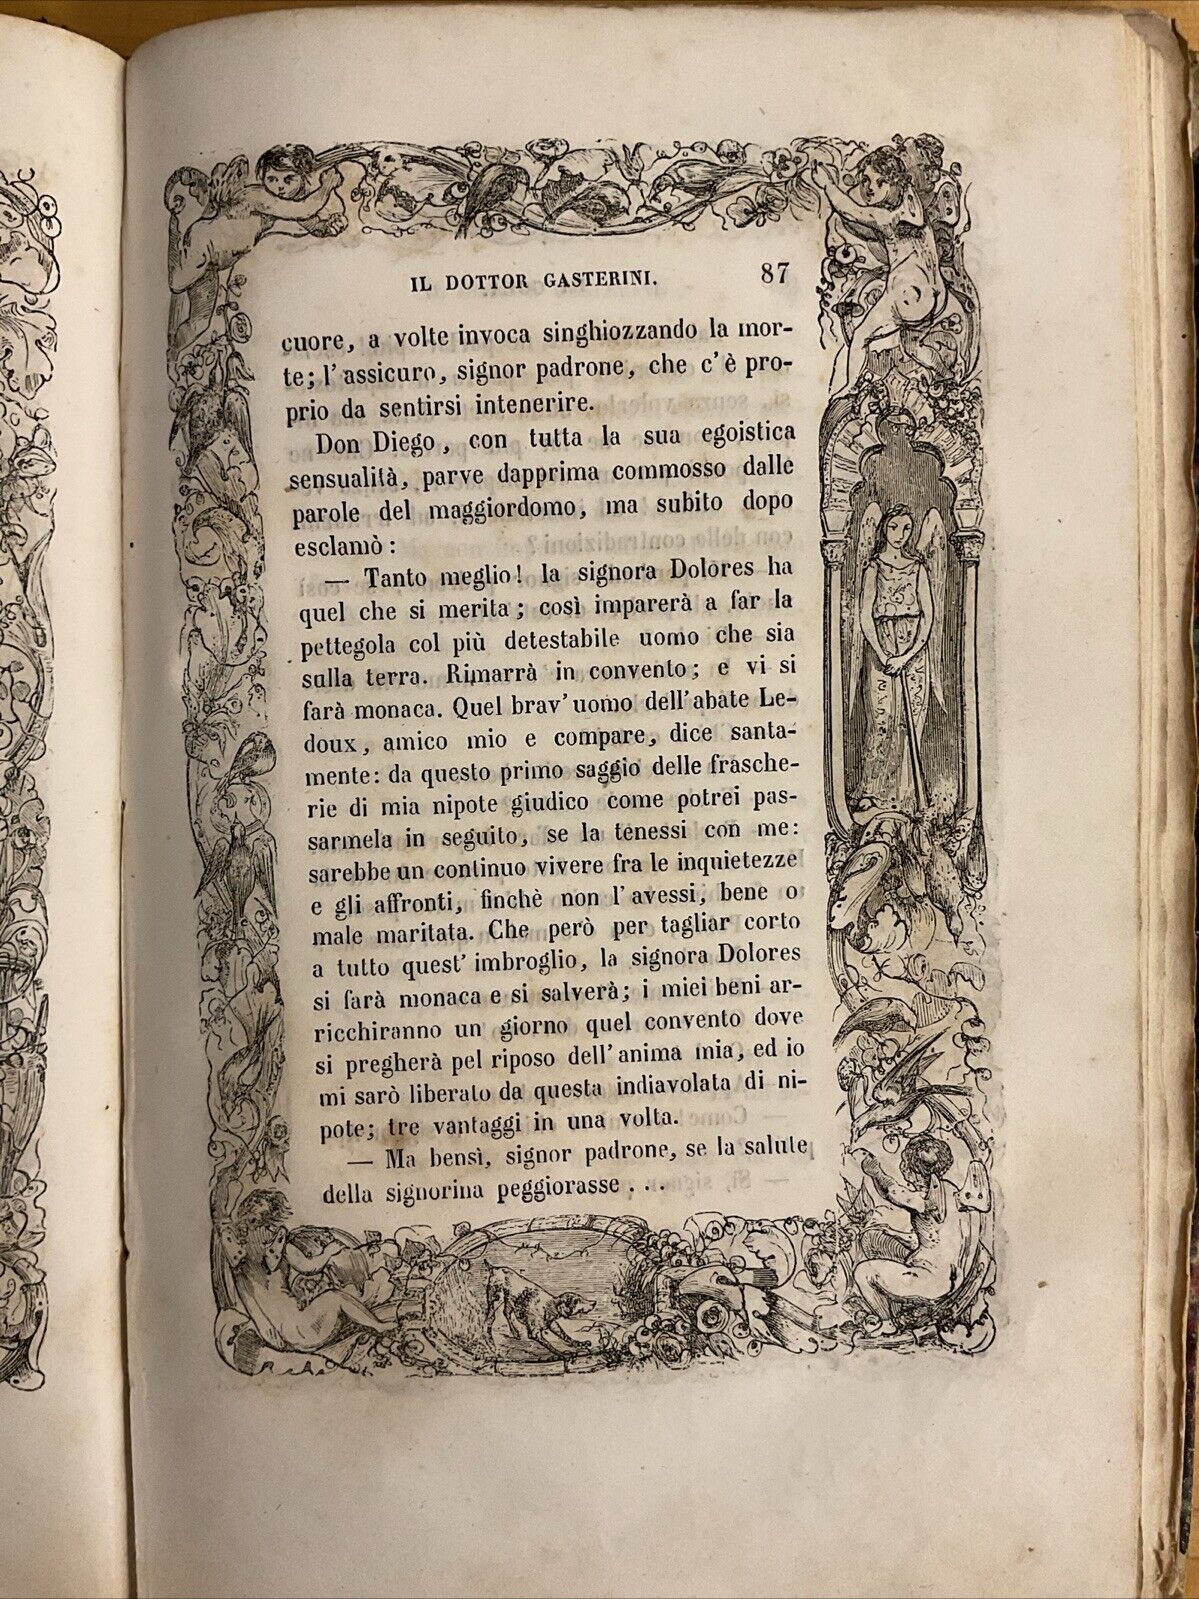 IL DOTTOR GASTERINI. 87
cuore, a volte invoca singhiozzando la mor-
te; l'assicuro, signor padrone, che c'è pro-
prio da sentirsi intenerire.
Don Diego, con tutta la sua egoistica
sensualità, parve dapprima commosso dalle
parole del maggiordomo, ma subito dopo
esclamò:
— Tanto meglio! la signora Dolores ha
quel che si merita; così imparerà a far la
pettegola col più detestabile uomo che sia
sulla terra. Rimarrà in convento; e vi si
farà monaca. Quel brav'uomo dell'abate Le-
doux, amico mio e compare, dice santa-
mente: da questo primo saggio delle frasche-
rie di mia nipote giudico come potrei pas-
sarmela in seguito, se la tenessi con me:
sarebbe un continuo vivere fra le inquietezze
e gli affronti, finchè non l'avessi, bene o
male maritata. Che però per tagliar corto
a tutto quest'imbroglio, la signora Dolores
si farà monaca e si salverà; i miei beni ar-
ricchiranno un giorno quel convento dove
si pregherà pel riposo dell'anima mia, ed io
mi sarò liberato da questa indiavolata di ni-
pote; tre vantaggi in una volta.
— Ma bensì, signor padrone, se la salute
della signorina peggiorasse . . .